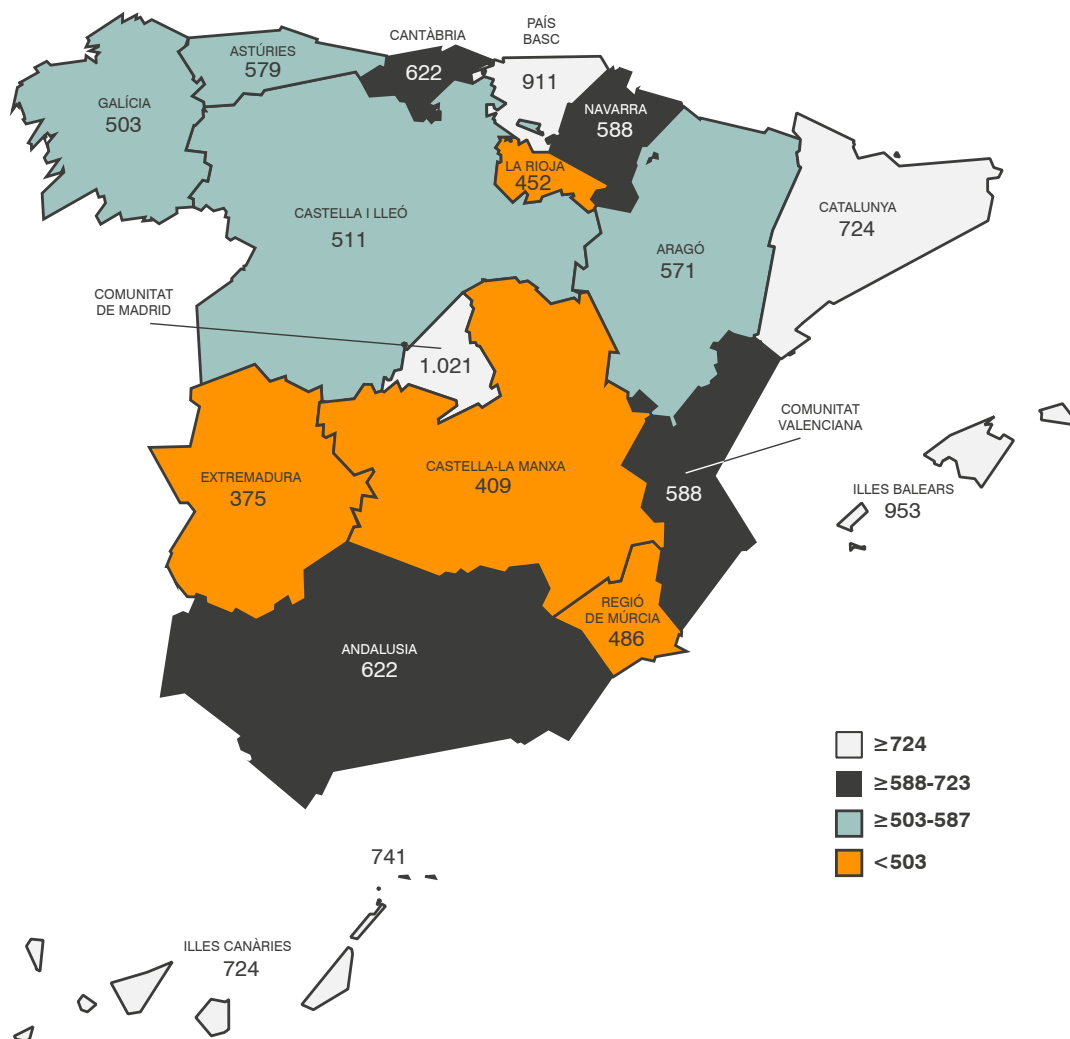 CANTÀBRIA
622
PAÍS
BASC
911
ASTÚRIES
579
GALÍCIA
503
NAVARRA
588
LA RIOJA
452
CASTELLA I LLEÓ
511
CATALUNYA
724
ARAGÓ
571
COMUNITAT
DE MADRID
1.021
COMUNITAT
VALENCIANA
588
EXTREMADURA
375
CASTELLA-LA MANXA
409
ILLES BALEARS
953
REGIÓ
DE MÚRCIA
486
ANDALUSIA
622
≥724
≥588-723
≥503-587
<503
741
ILLES CANÀRIES
724